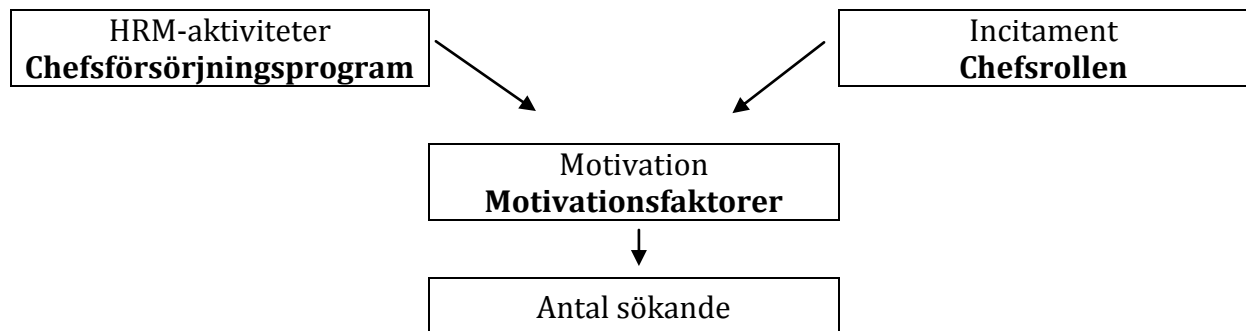 HRM-aktiviteter
Chefsförsörjningsprogram
Incitament
Chefsrollen
Motivation
Motivationsfaktorer
Antal sökande